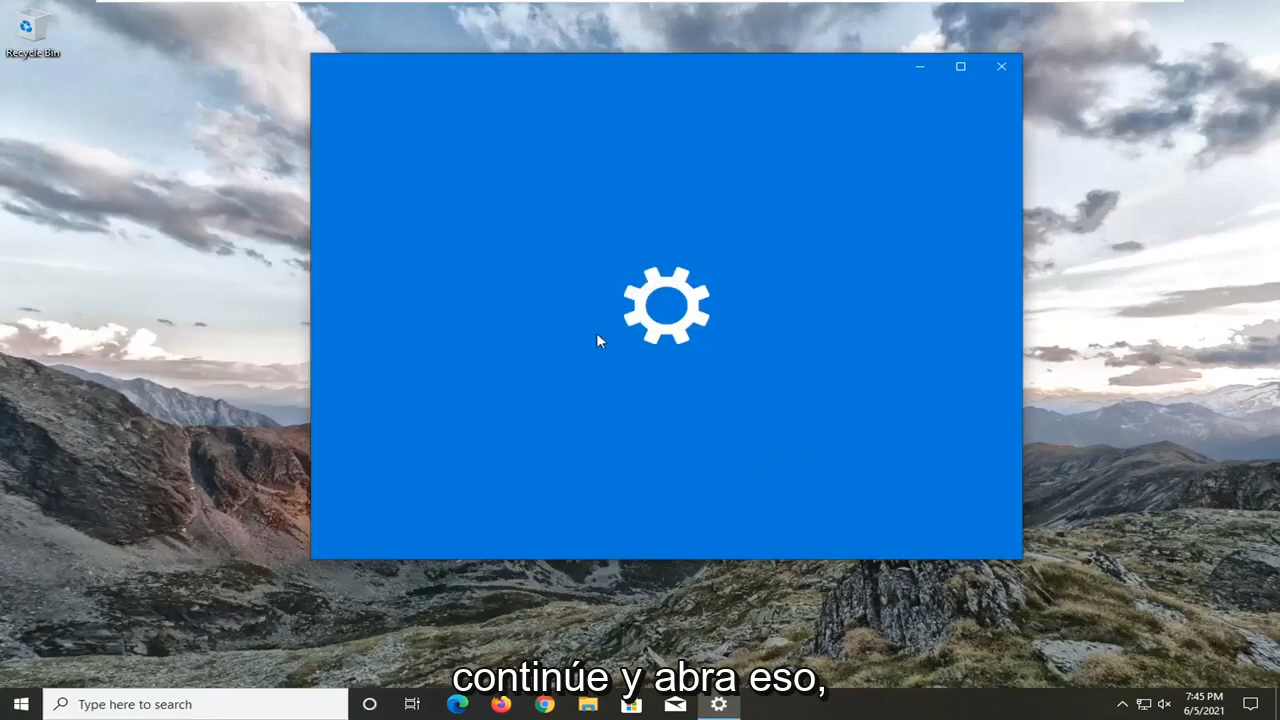 Recycle Bin
continúe y abra eso,
Type here to search
7:45 PM
6/5/2021